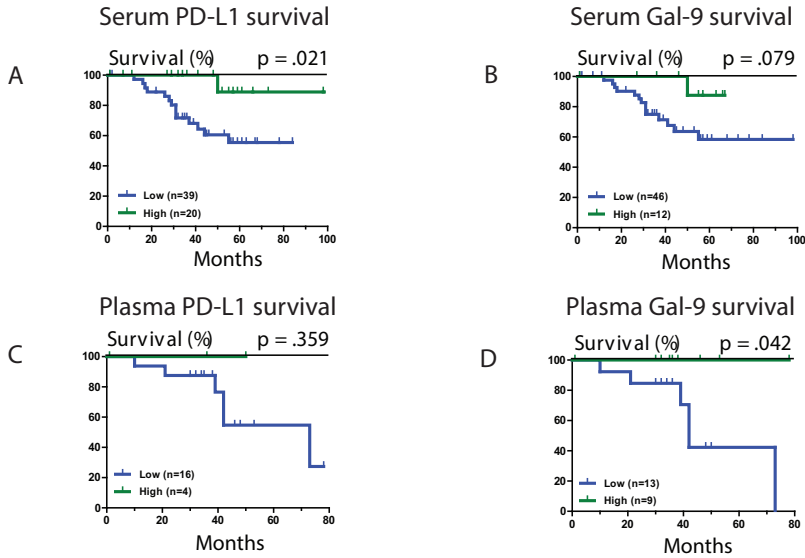 Serum PD-L1 survival
A
Survival (%) p = .021
100
80
60
40
20
0
Low (n=39)
High (n=20)
0 20 40 60 80 100
Months
Serum Gal-9 survival
B
Survival (%) p = .079
100
80
60
40
20
0
Low (n=46)
High (n=12)
0 20 40 60 80 100
Months
Plasma PD-L1 survival
C
Survival (%) p = .359
100
80
60
40
20
0
Low (n=16)
High (n=4)
0 20 40 60 80
Months
Plasma Gal-9 survival
D
Survival (%) p = .042
100
80
60
40
20
0
Low (n=13)
High (n=9)
0 20 40 60 80
Months